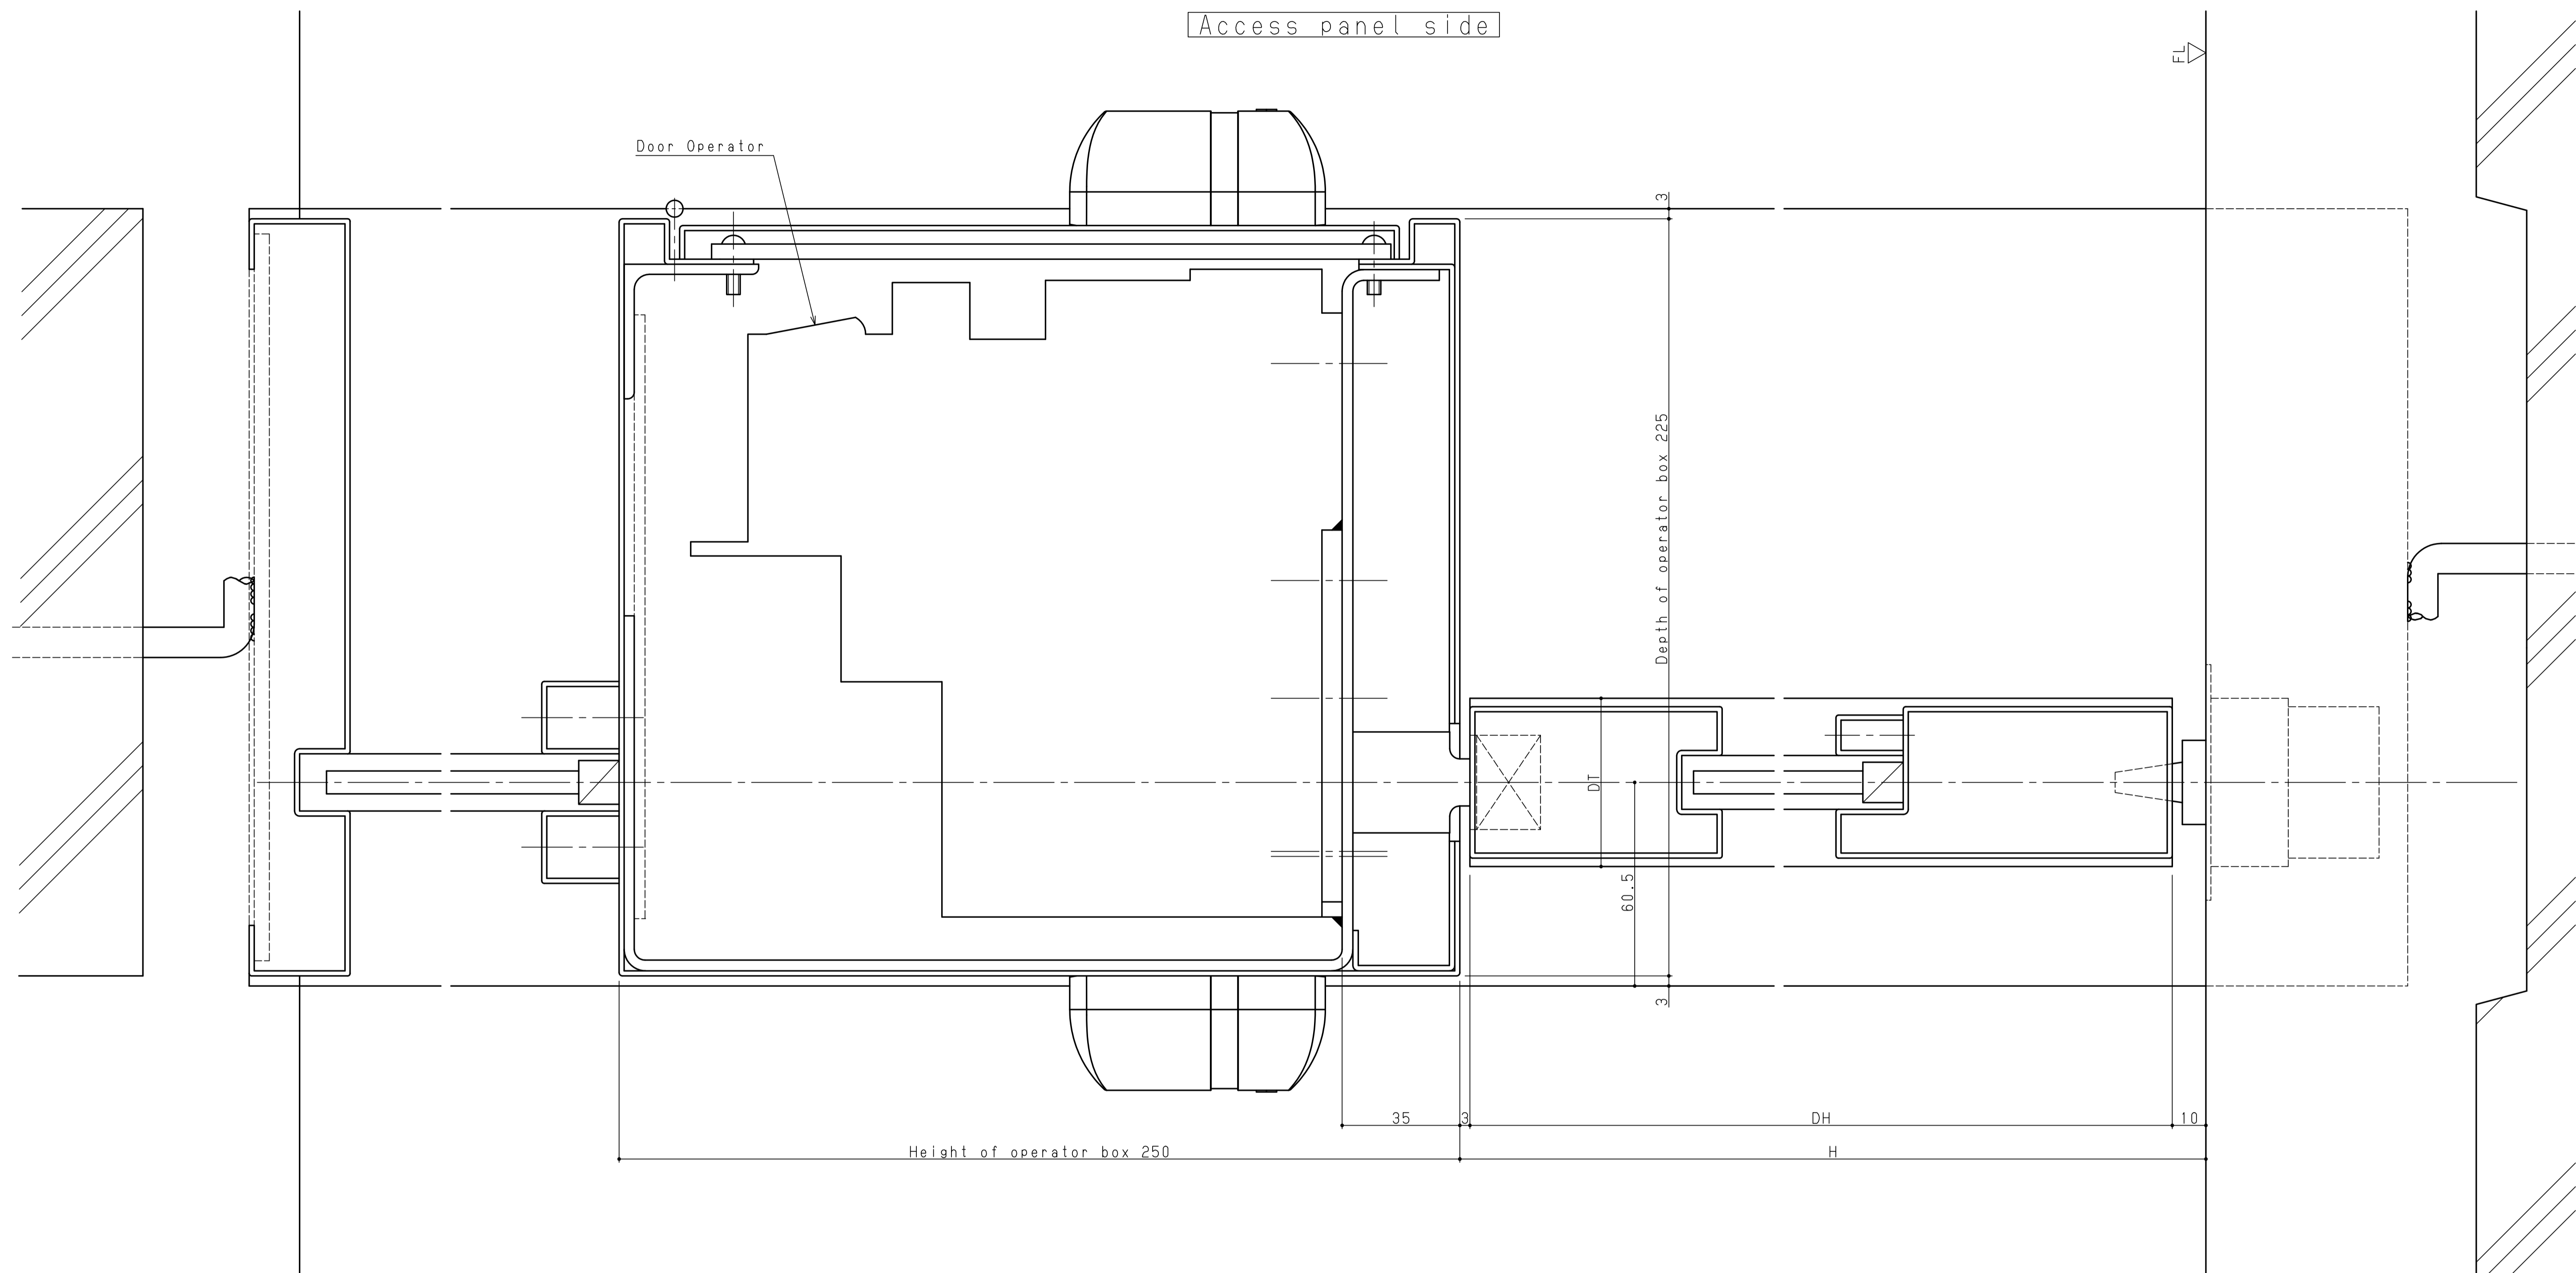 Access panel side
FL
Door Operator
3
Depth of operator box 225
DT
60.5
3
35
3
DH
10
Height of operator box 250
H